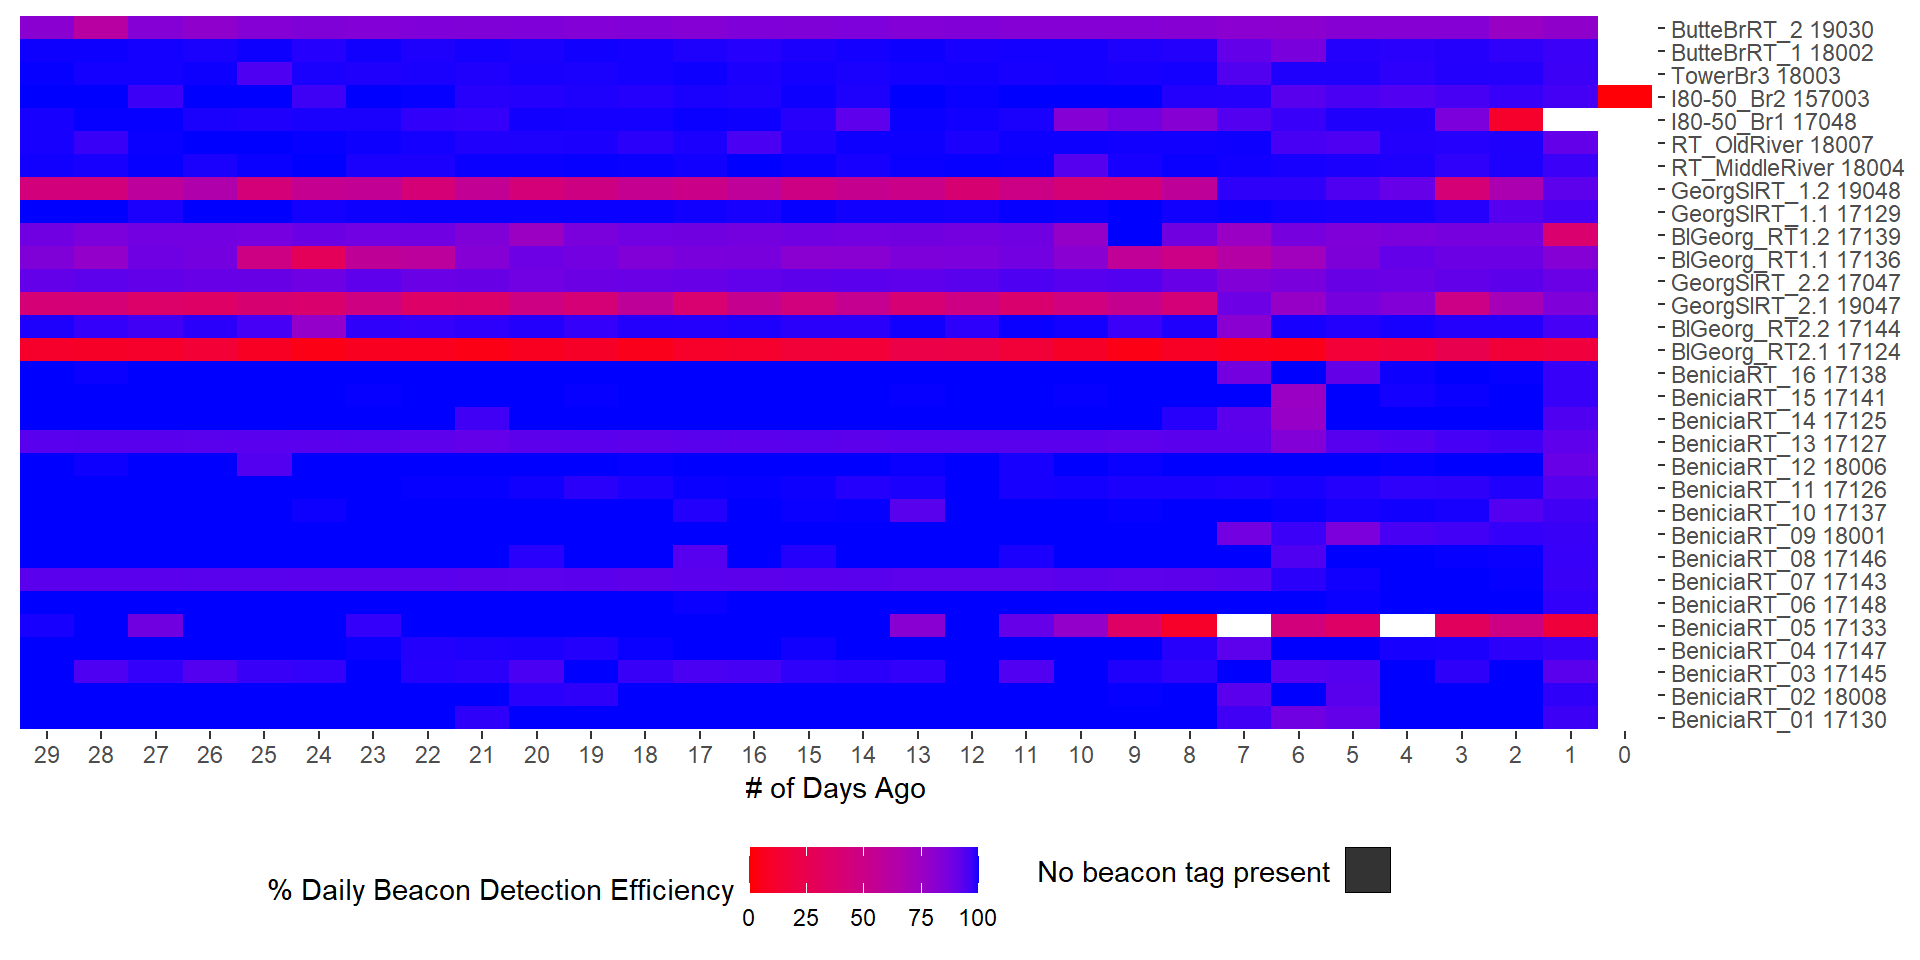 ButteBrRT_2 19030
ButteBrRT_1 18002
TowerBr3 18003
I80-50_Br2 157003
I80-50_Br1 17048
RT_OldRiver 18007
RT_MiddleRiver 18004
GeorgSlRT_1.2 19048
GeorgSlRT_1.1 17129
BlGeorg_RT1.2 17139
BlGeorg_RT1.1 17136
GeorgSlRT_2.2 17047
GeorgSlRT_2.1 19047
BlGeorg_RT2.2 17144
BlGeorg_RT2.1 17124
BeniciaRT_16 17138
BeniciaRT_15 17141
BeniciaRT_14 17125
BeniciaRT_13 17127
BeniciaRT_12 18006
BeniciaRT_11 17126
BeniciaRT_10 17137
BeniciaRT_09 18001
BeniciaRT_08 17146
BeniciaRT_07 17143
BeniciaRT_06 17148
BeniciaRT_05 17133
BeniciaRT_04 17147
BeniciaRT_03 17145
BeniciaRT_02 18008
BeniciaRT_01 17130
29 28 27 26 25 24 23 22 21 20 19 18 17 16 15 14 13 12 11 10 9 8 7 6 5 4 3 2 1 0
# of Days Ago
% Daily Beacon Detection Efficiency
0 25 50 75 100
No beacon tag present